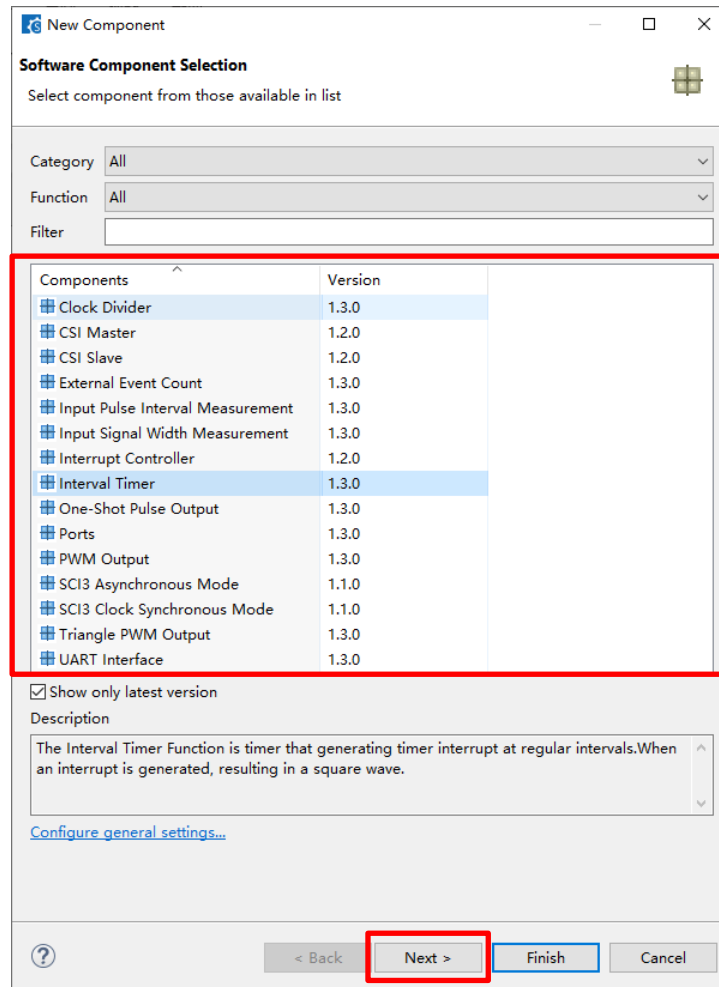 New Component
Software Component Selection
Select component from those available in list
Category All
Function All
Filter
Components Version
Clock Divider 1.3.0
CSI Master 1.2.0
CSI Slave 1.2.0
External Event Count 1.3.0
Input Pulse Interval Measurement 1.3.0
Input Signal Width Measurement 1.3.0
Interrupt Controller 1.2.0
Interval Timer 1.3.0
One-Shot Pulse Output 1.3.0
Ports 1.3.0
PWM Output 1.3.0
SCI3 Asynchronous Mode 1.1.0
SCI3 Clock Synchronous Mode 1.1.0
Triangle PWM Output 1.3.0
UART Interface 1.3.0
Show only latest version
Description
The Interval Timer Function is timer that generating timer interrupt at regular intervals.When
an interrupt is generated, resulting in a square wave.
Configure general settings...
? < Back Next > Finish Cancel